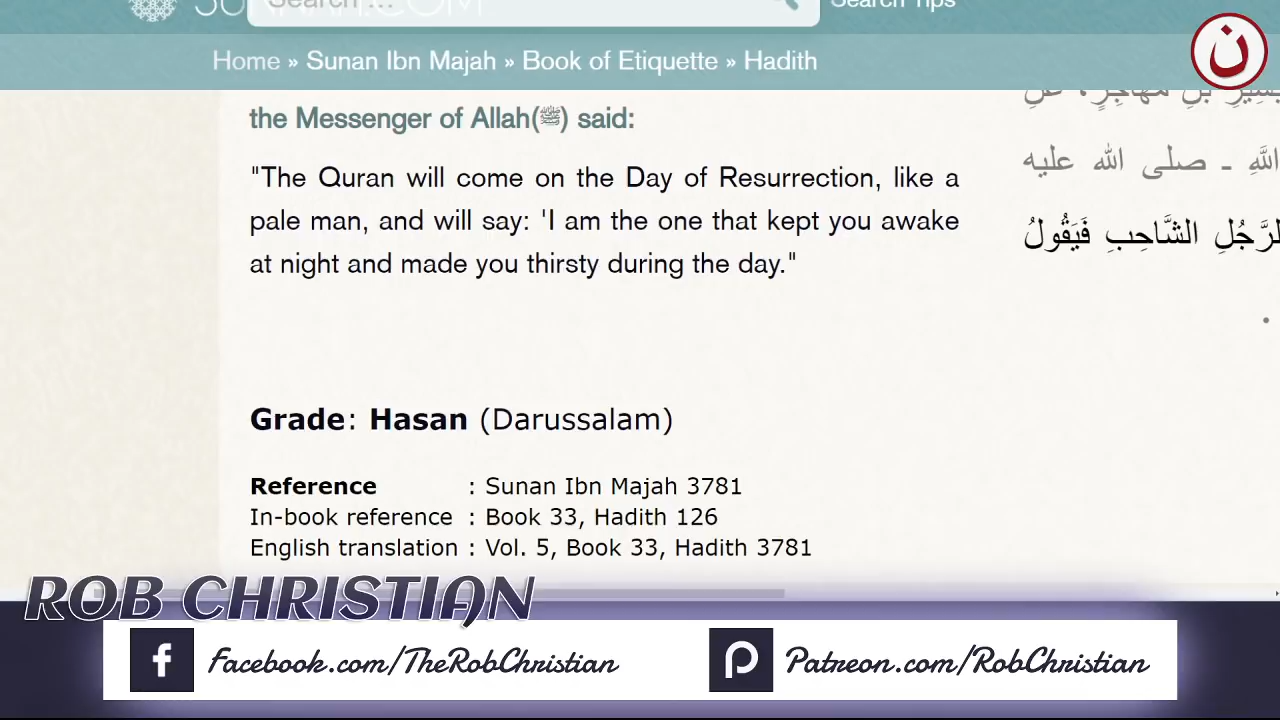 Search ...
Search Tips
Home » Sunan Ibn Majah » Book of Etiquette » Hadith
ن
the Messenger of Allah(ﷺ) said:
"The Quran will come on the Day of Resurrection, like a
pale man, and will say: 'I am the one that kept you awake
at night and made you thirsty during the day."
بْنِ مُهَاجِرٍ، عَنِ
ـ صلى الله عليه
الشَّاحِبِ فَيَقُولُ
.
Grade: Hasan (Darussalam)
Reference : Sunan Ibn Majah 3781
In-book reference : Book 33, Hadith 126
English translation : Vol. 5, Book 33, Hadith 3781
ROB CHRISTIAN
f Facebook.com/TheRobChristian
Patreon.com/RobChristian